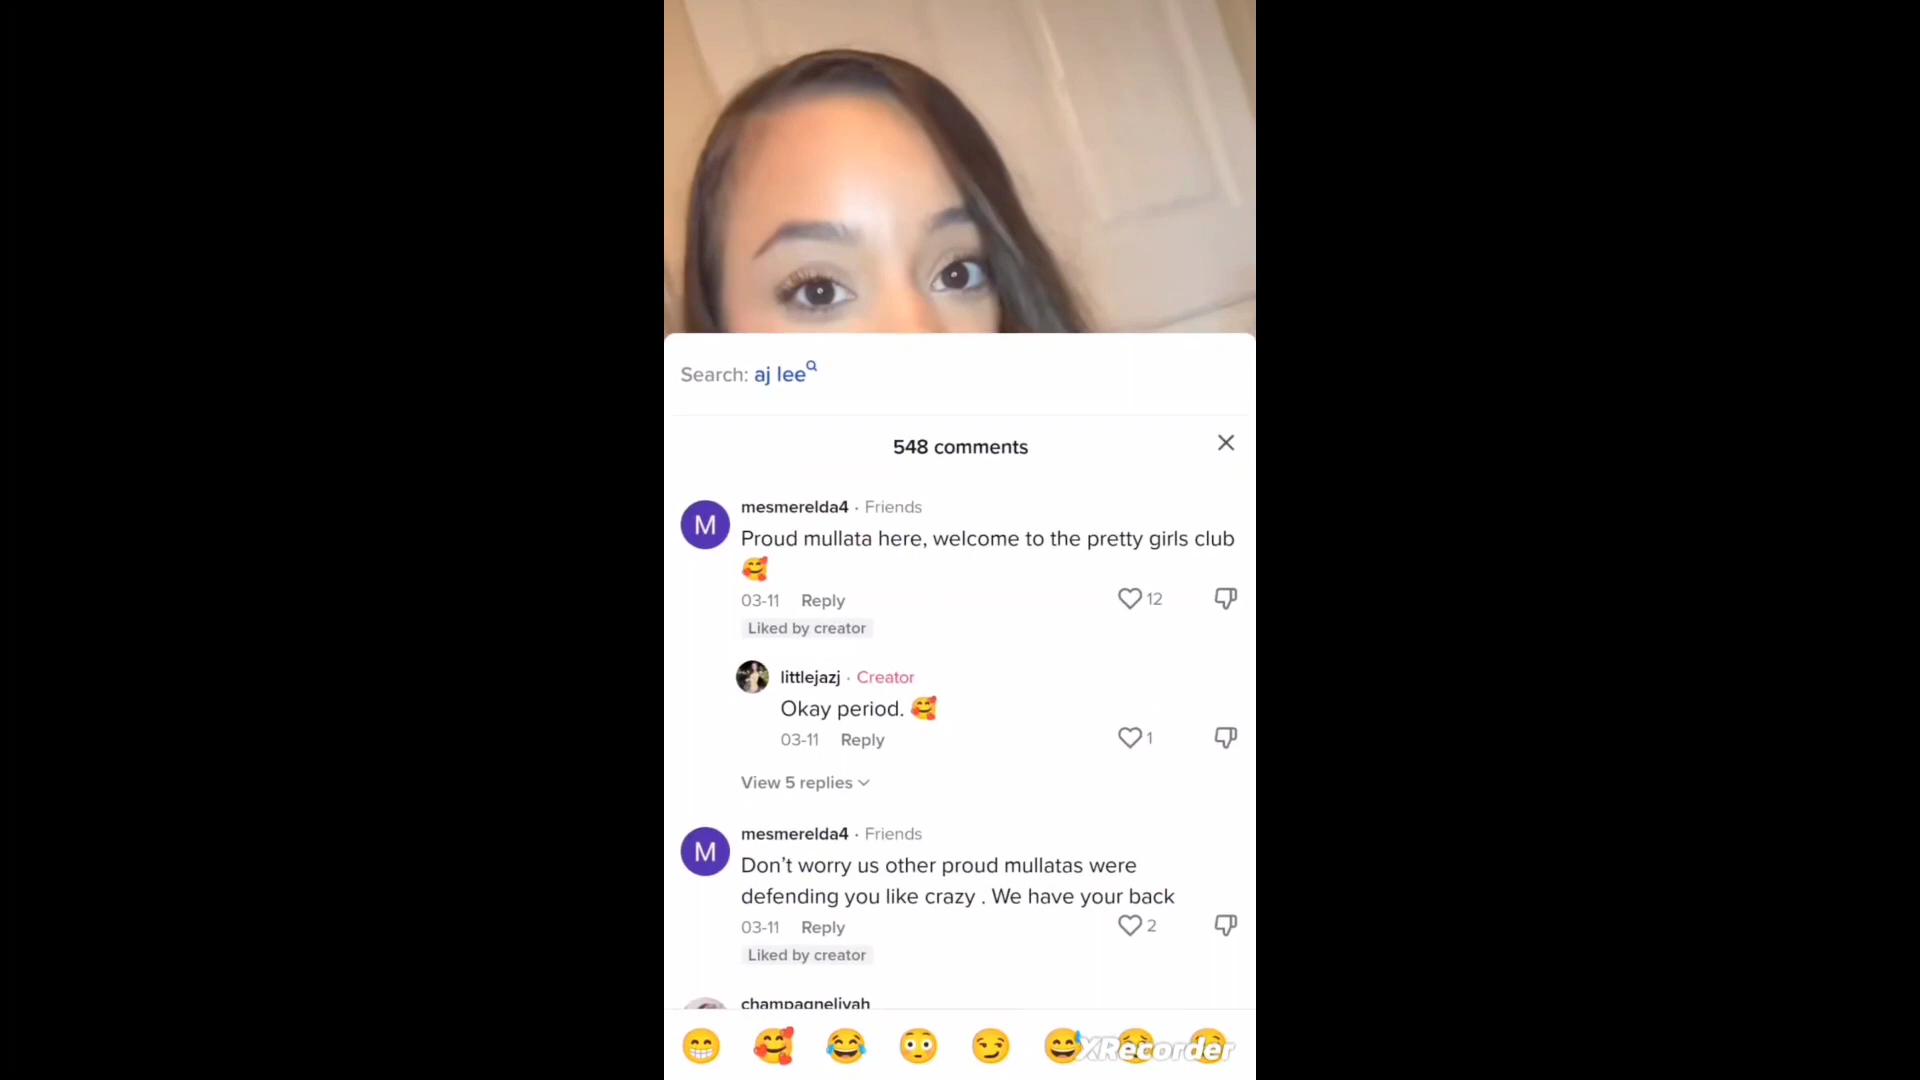 Search: aj lee
548 comments
mesmerelda4 · Friends
Proud mullata here, welcome to the pretty girls club
🥰
03-11 Reply 12
Liked by creator
littlejazj · Creator
Okay period. 🥰
03-11 Reply 1
View 5 replies
mesmerelda4 · Friends
Don't worry us other proud mullatas were
defending you like crazy . We have your back
03-11 Reply 2
Liked by creator
champagneliyah
XRecorder